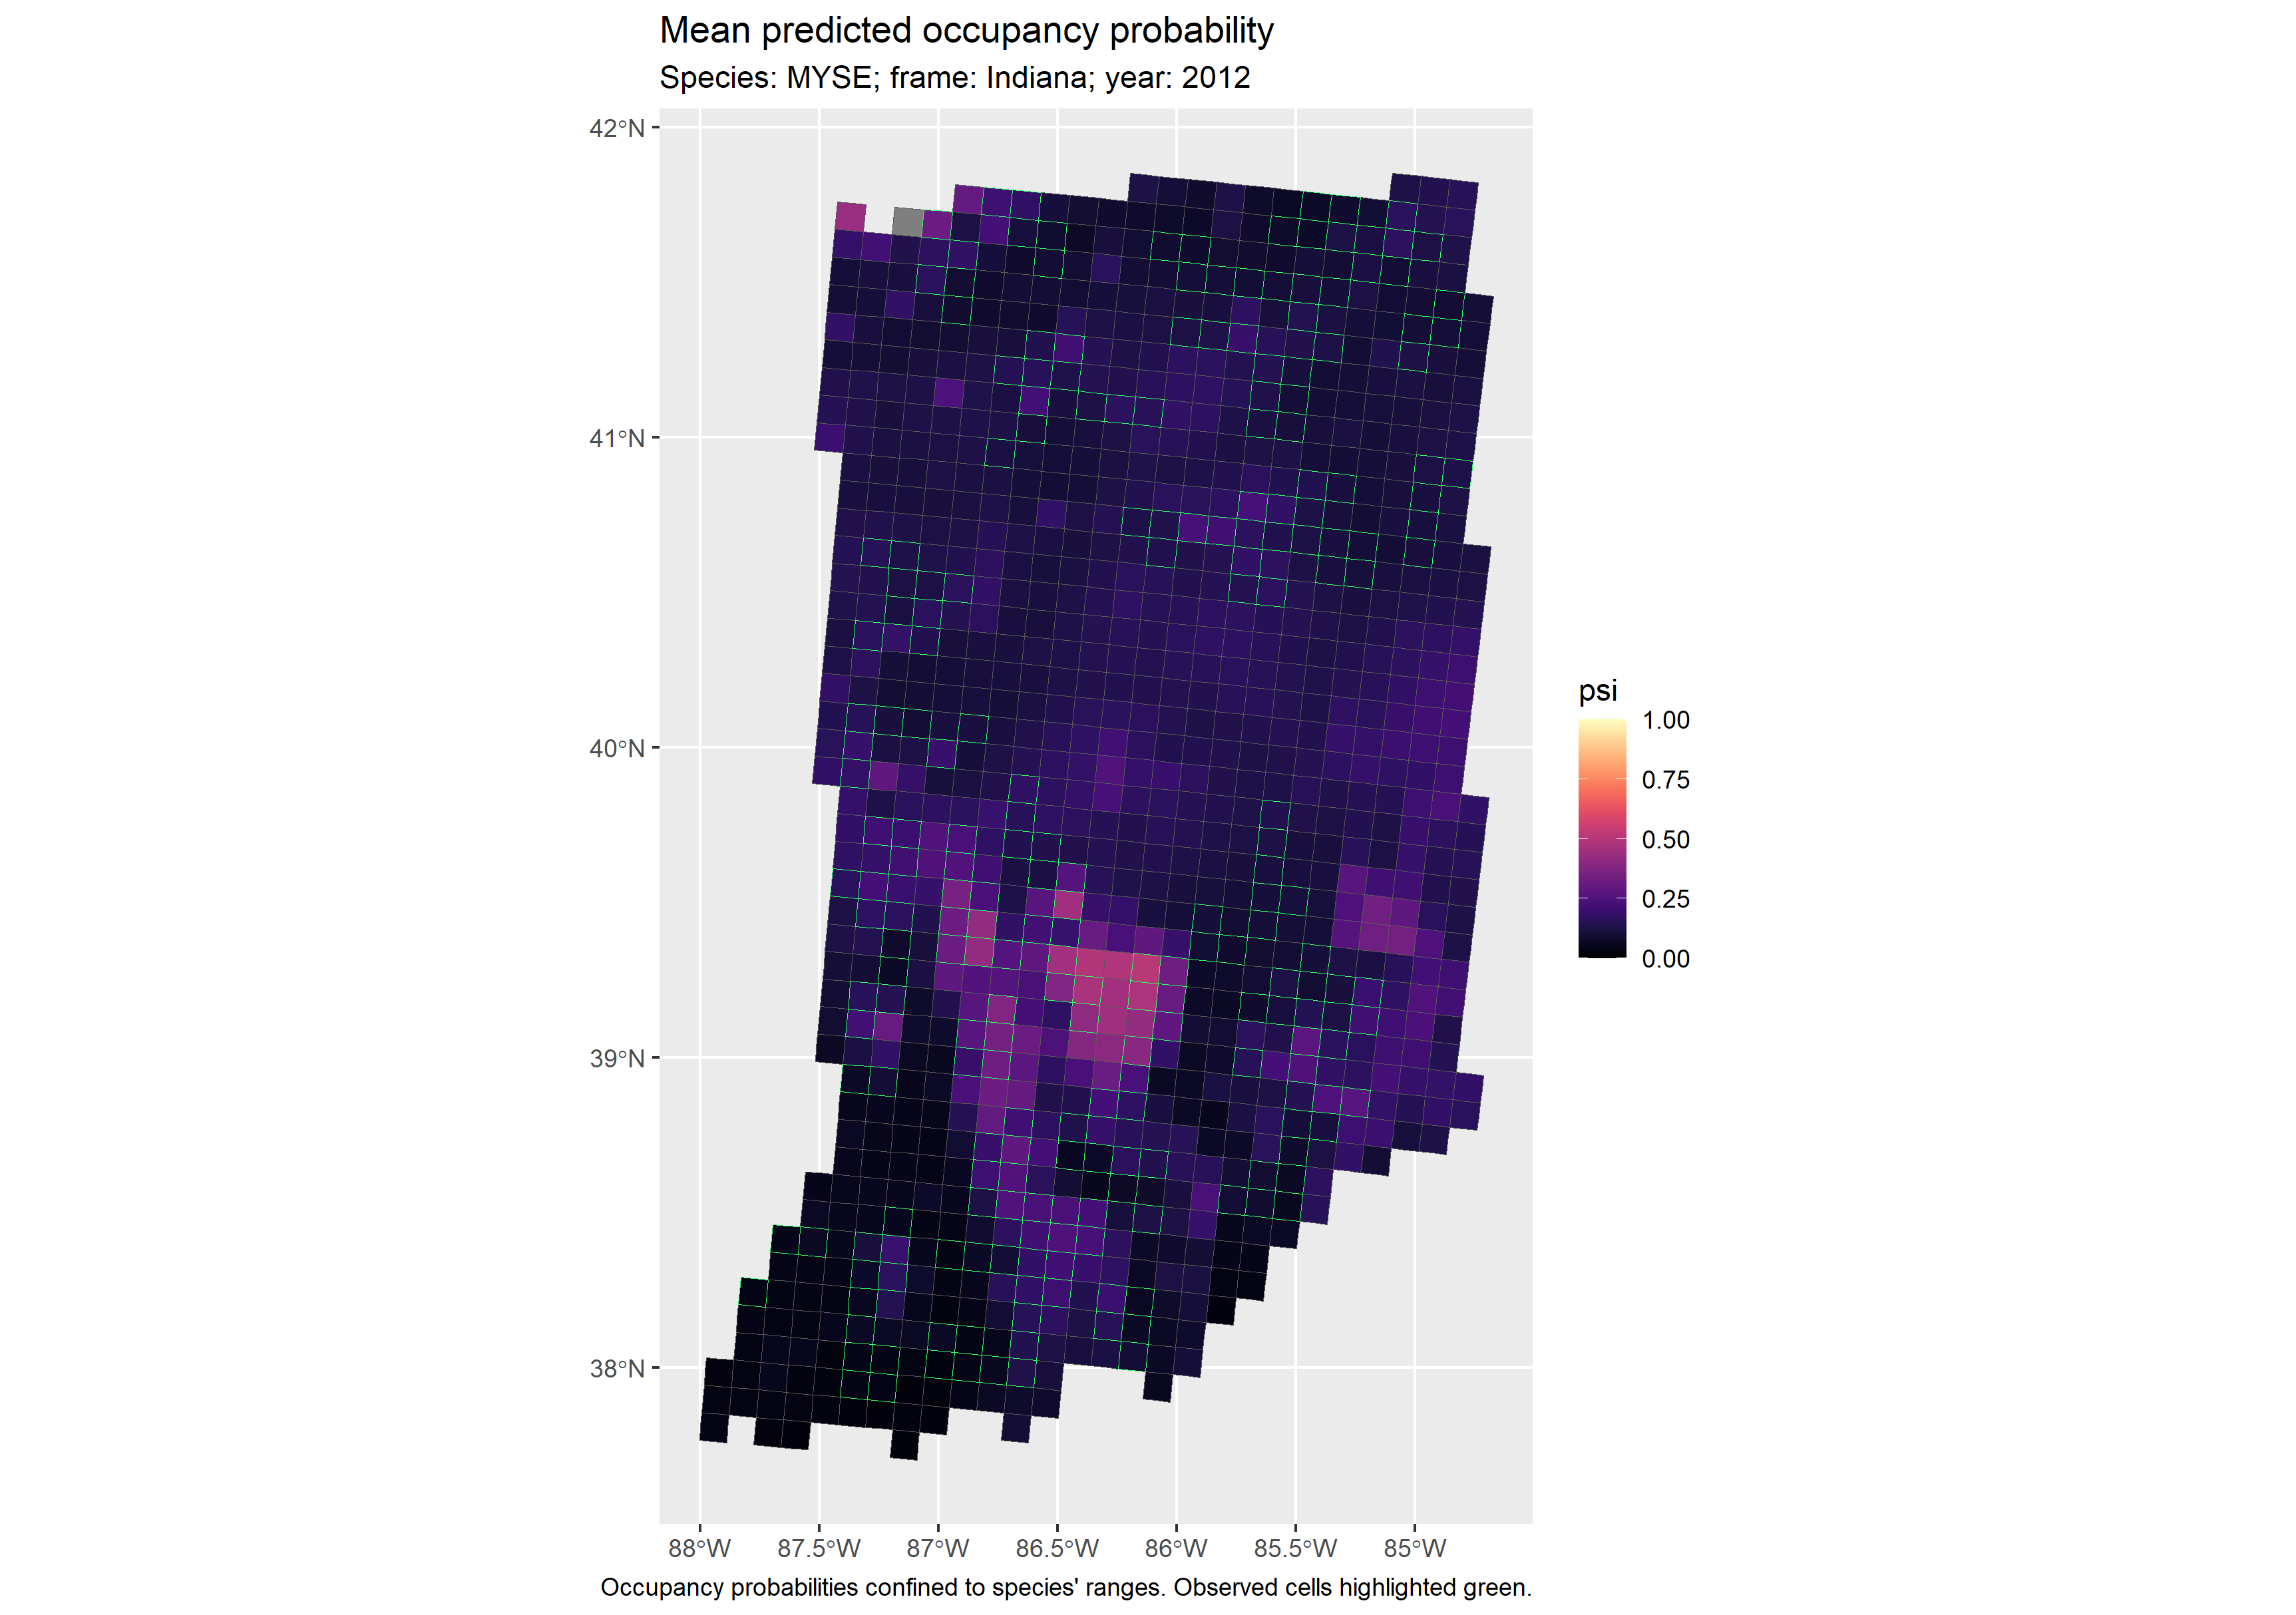 Mean predicted occupancy probability
Species: MYSE; frame: Indiana; year: 2012
42°N
41°N
40°N
39°N
38°N
88°W 87.5°W 87°W 86.5°W 86°W 85.5°W 85°W
psi
1.00
0.75
0.50
0.25
0.00
Occupancy probabilities confined to species' ranges. Observed cells highlighted green.